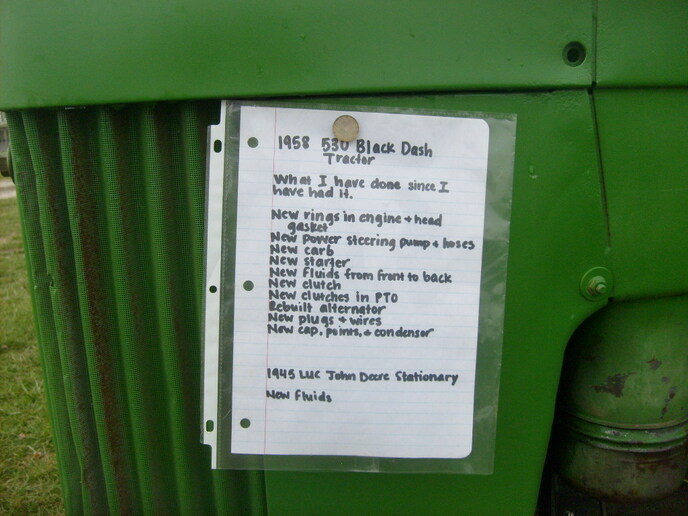 1958 530 Black Dash
Tractor
What I have done since I
have had it.
New rings in engine + head
gasket
New power steering pump + hoses
New carb
New starter
New fluids from front to back
New clutch
New clutches in PTO
Rebuilt alternator
New plugs + wires
New cap, points, + condensor
1945 LUC John Deere Stationary
New fluids